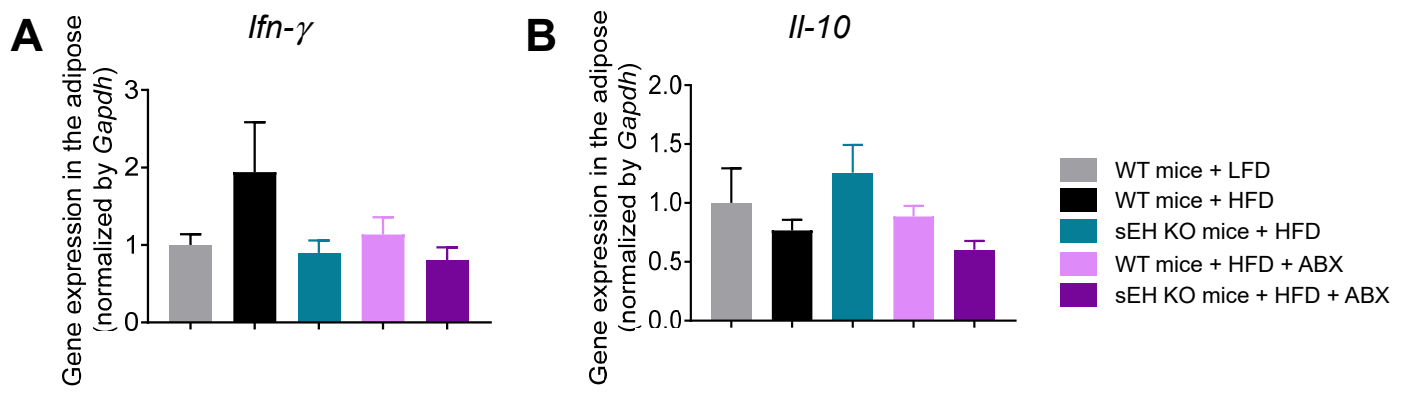 A
Ifn-γ
Gene expression in the adipose
(normalized by Gapdh)
3
2
1
0
B
Il-10
Gene expression in the adipose
(normalized by Gapdh)
2.0
1.5
1.0
0.5
0.0
WT mice + LFD
WT mice + HFD
sEH KO mice + HFD
WT mice + HFD + ABX
sEH KO mice + HFD + ABX